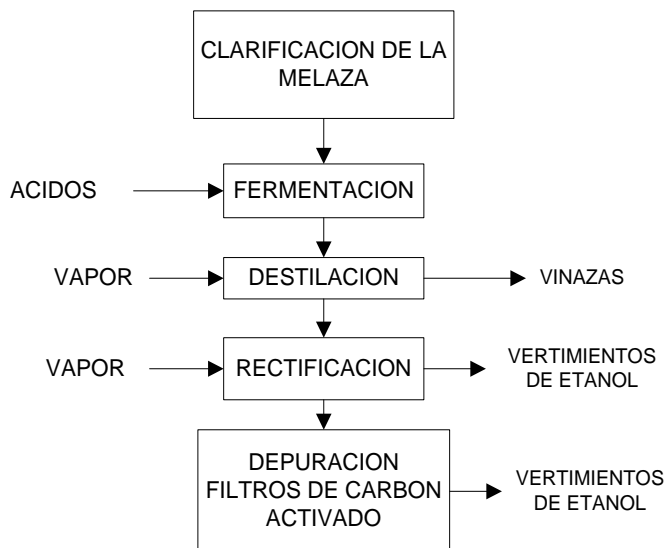 CLARIFICACION DE LA
MELAZA
ACIDOS
FERMENTACION
VAPOR
DESTILACION
VINAZAS
VAPOR
RECTIFICACION
VERTIMIENTOS
DE ETANOL
DEPURACION
FILTROS DE CARBON
ACTIVADO
VERTIMIENTOS
DE ETANOL